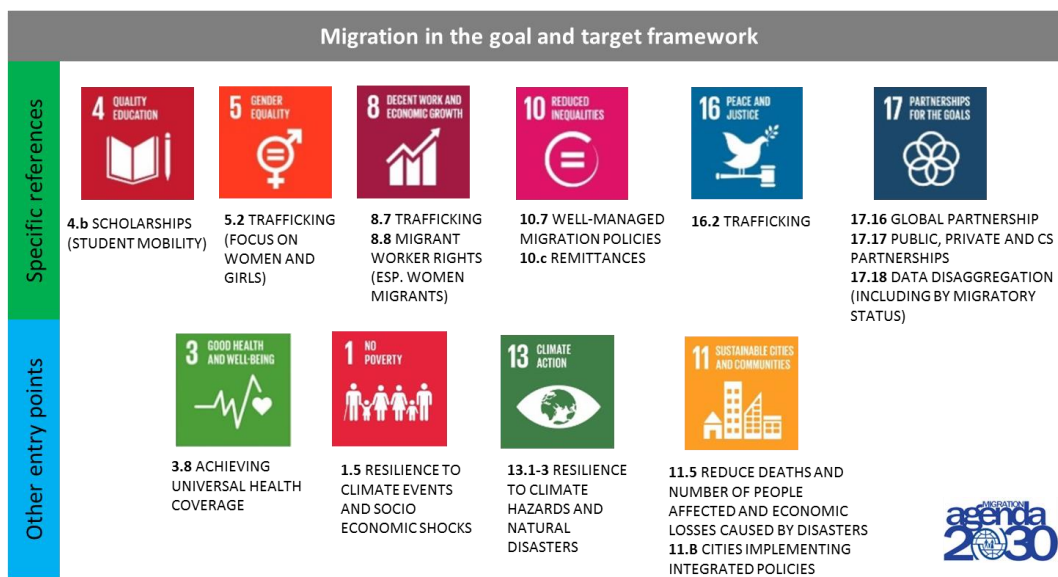 Migration in the goal and target framework
Specific references
4 QUALITY
EDUCATION
4.b SCHOLARSHIPS
(STUDENT MOBILITY)
5 GENDER
EQUALITY
5.2 TRAFFICKING
(FOCUS ON
WOMEN AND
GIRLS)
8 DECENT WORK AND
ECONOMIC GROWTH
8.7 TRAFFICKING
8.8 MIGRANT
WORKER RIGHTS
(ESP. WOMEN
MIGRANTS)
10 REDUCED
INEQUALITIES
10.7 WELL-MANAGED
MIGRATION POLICIES
10.c REMITTANCES
16 PEACE AND
JUSTICE
16.2 TRAFFICKING
17 PARTNERSHIPS
FOR THE GOALS
17.16 GLOBAL PARTNERSHIP
17.17 PUBLIC, PRIVATE AND CS
PARTNERSHIPS
17.18 DATA DISAGGREGATION
(INCLUDING BY MIGRATORY
STATUS)
Other entry points
3 GOOD HEALTH
AND WELL-BEING
3.8 ACHIEVING
UNIVERSAL HEALTH
COVERAGE
1 NO
POVERTY
1.5 RESILIENCE TO
CLIMATE EVENTS
AND SOCIO
ECONOMIC SHOCKS
13 CLIMATE
ACTION
13.1-3 RESILIENCE
TO CLIMATE
HAZARDS AND
NATURAL
DISASTERS
11 SUSTAINABLE CITIES
AND COMMUNITIES
11.5 REDUCE DEATHS AND
NUMBER OF PEOPLE
AFFECTED AND ECONOMIC
LOSSES CAUSED BY DISASTERS
11.B CITIES IMPLEMENTING
INTEGRATED POLICIES
MIGRATION
agenda
2030